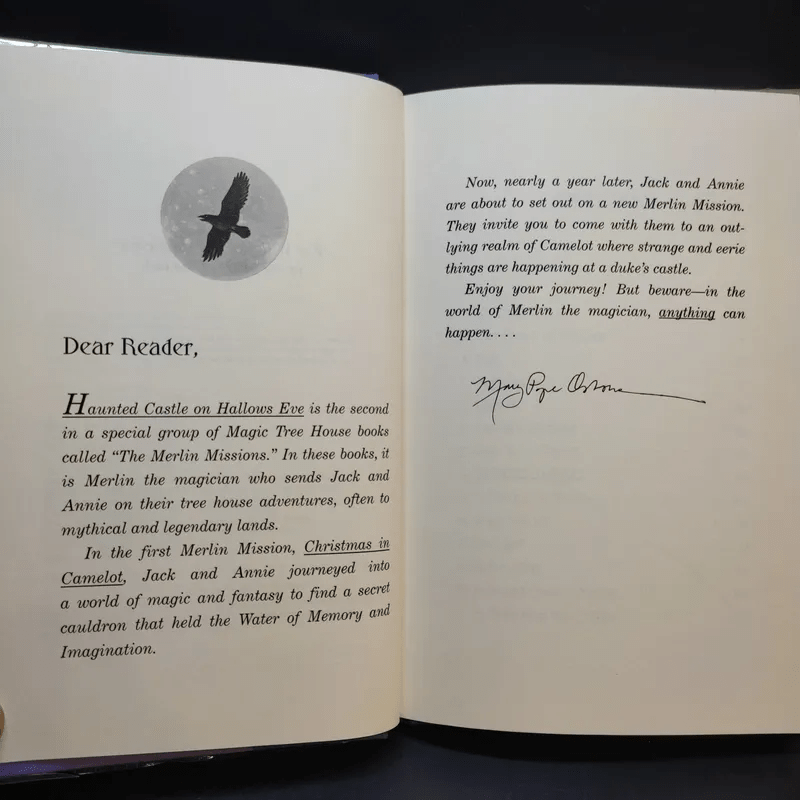 Dear Reader,
Haunted Castle on Hallows Eve is the second
in a special group of Magic Tree House books
called “The Merlin Missions.” In these books, it
is Merlin the magician who sends Jack and
Annie on their tree house adventures, often to
mythical and legendary lands.
In the first Merlin Mission, Christmas in
Camelot, Jack and Annie journeyed into
a world of magic and fantasy to find a secret
cauldron that held the Water of Memory and
Imagination.
Now, nearly a year later, Jack and Annie
are about to set out on a new Merlin Mission.
They invite you to come with them to an out-
lying realm of Camelot where strange and eerie
things are happening at a duke’s castle.
Enjoy your journey! But beware—in the
world of Merlin the magician, anything can
happen. . . .
Mary Pope Osborne